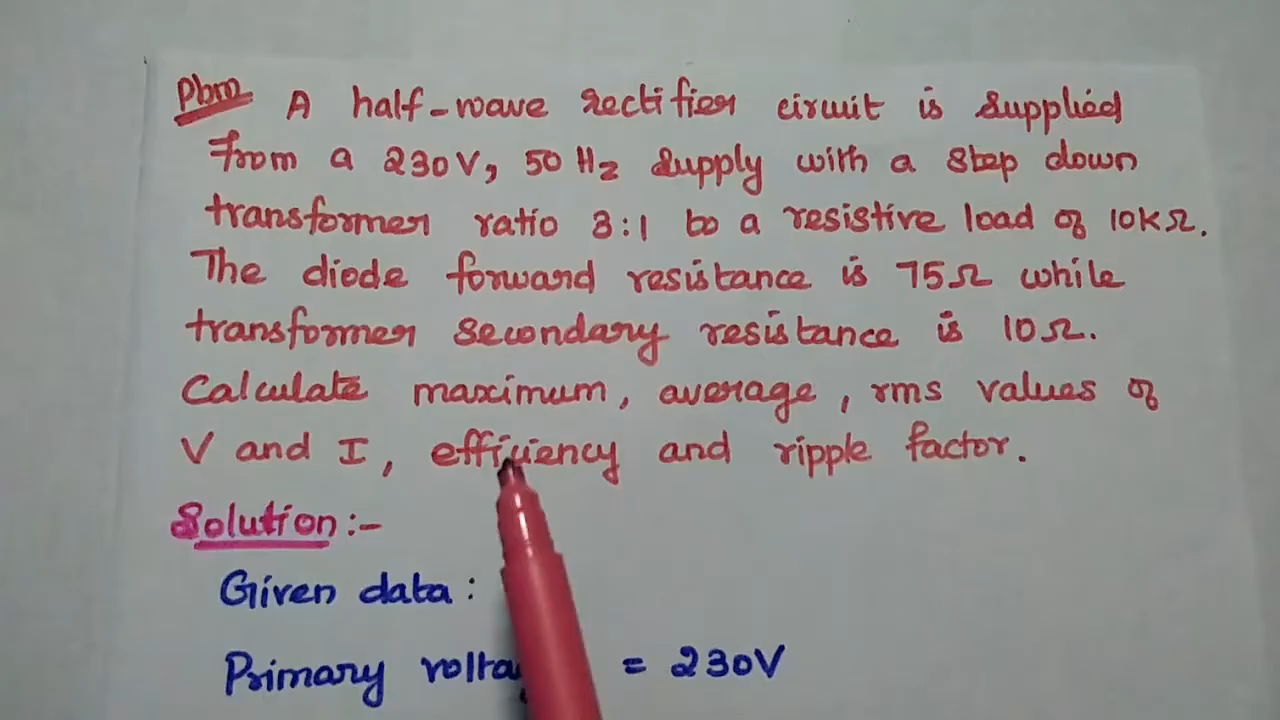 Pbm A half-wave rectifier ciruit is supplied
from a 230V, 50 Hz supply with a step down
transformer ratio 3:1 to a resistive load of 10KΩ.
The diode forward resistance is 75Ω while
transformer secondary resistance is 10Ω.
Calculate maximum, average, rms values of
V and I, efficiency and ripple factor.
Solution:-
Given data:
Primary = 230V